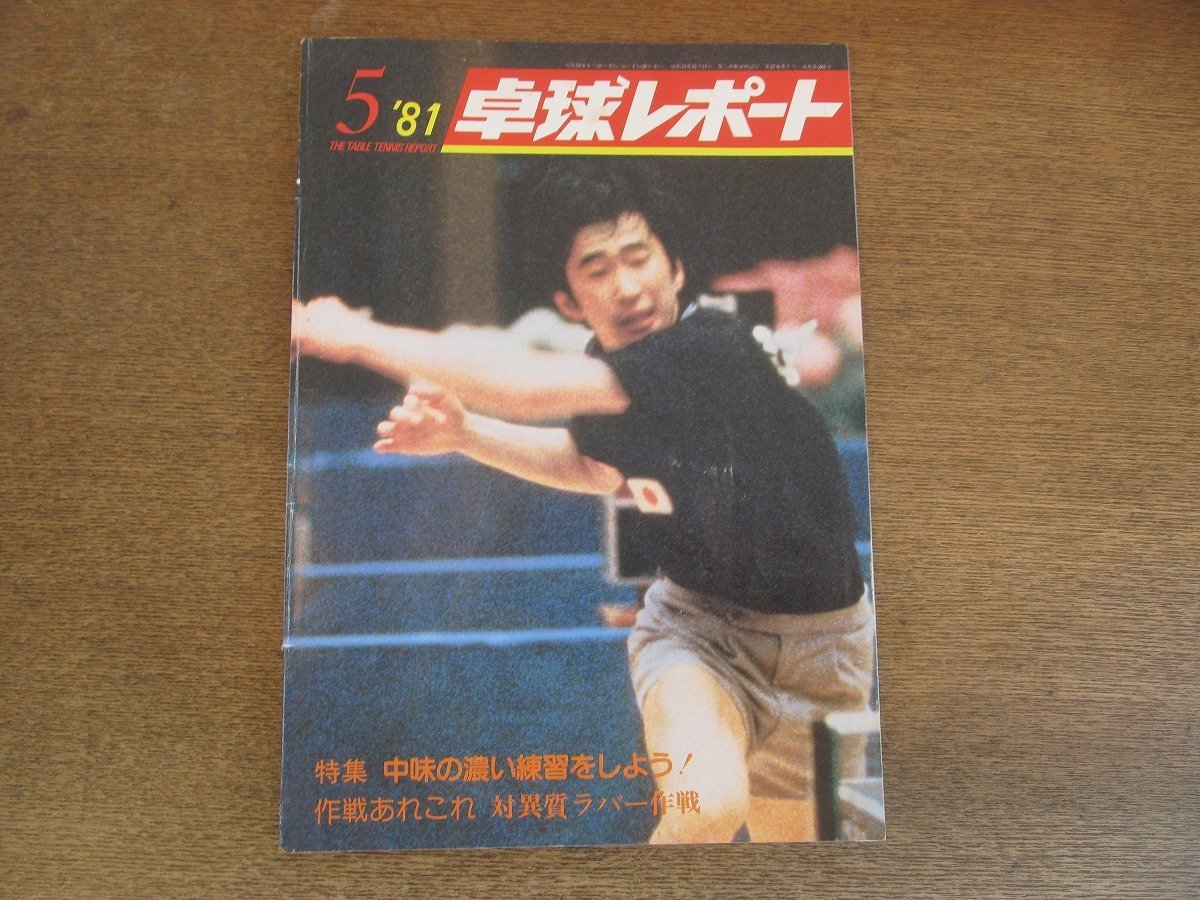 5 '81 卓球レポート
THE TABLE TENNIS REPORT
特集 中味の濃い練習をしよう!
作戦あれこれ 対異質ラバー作戦